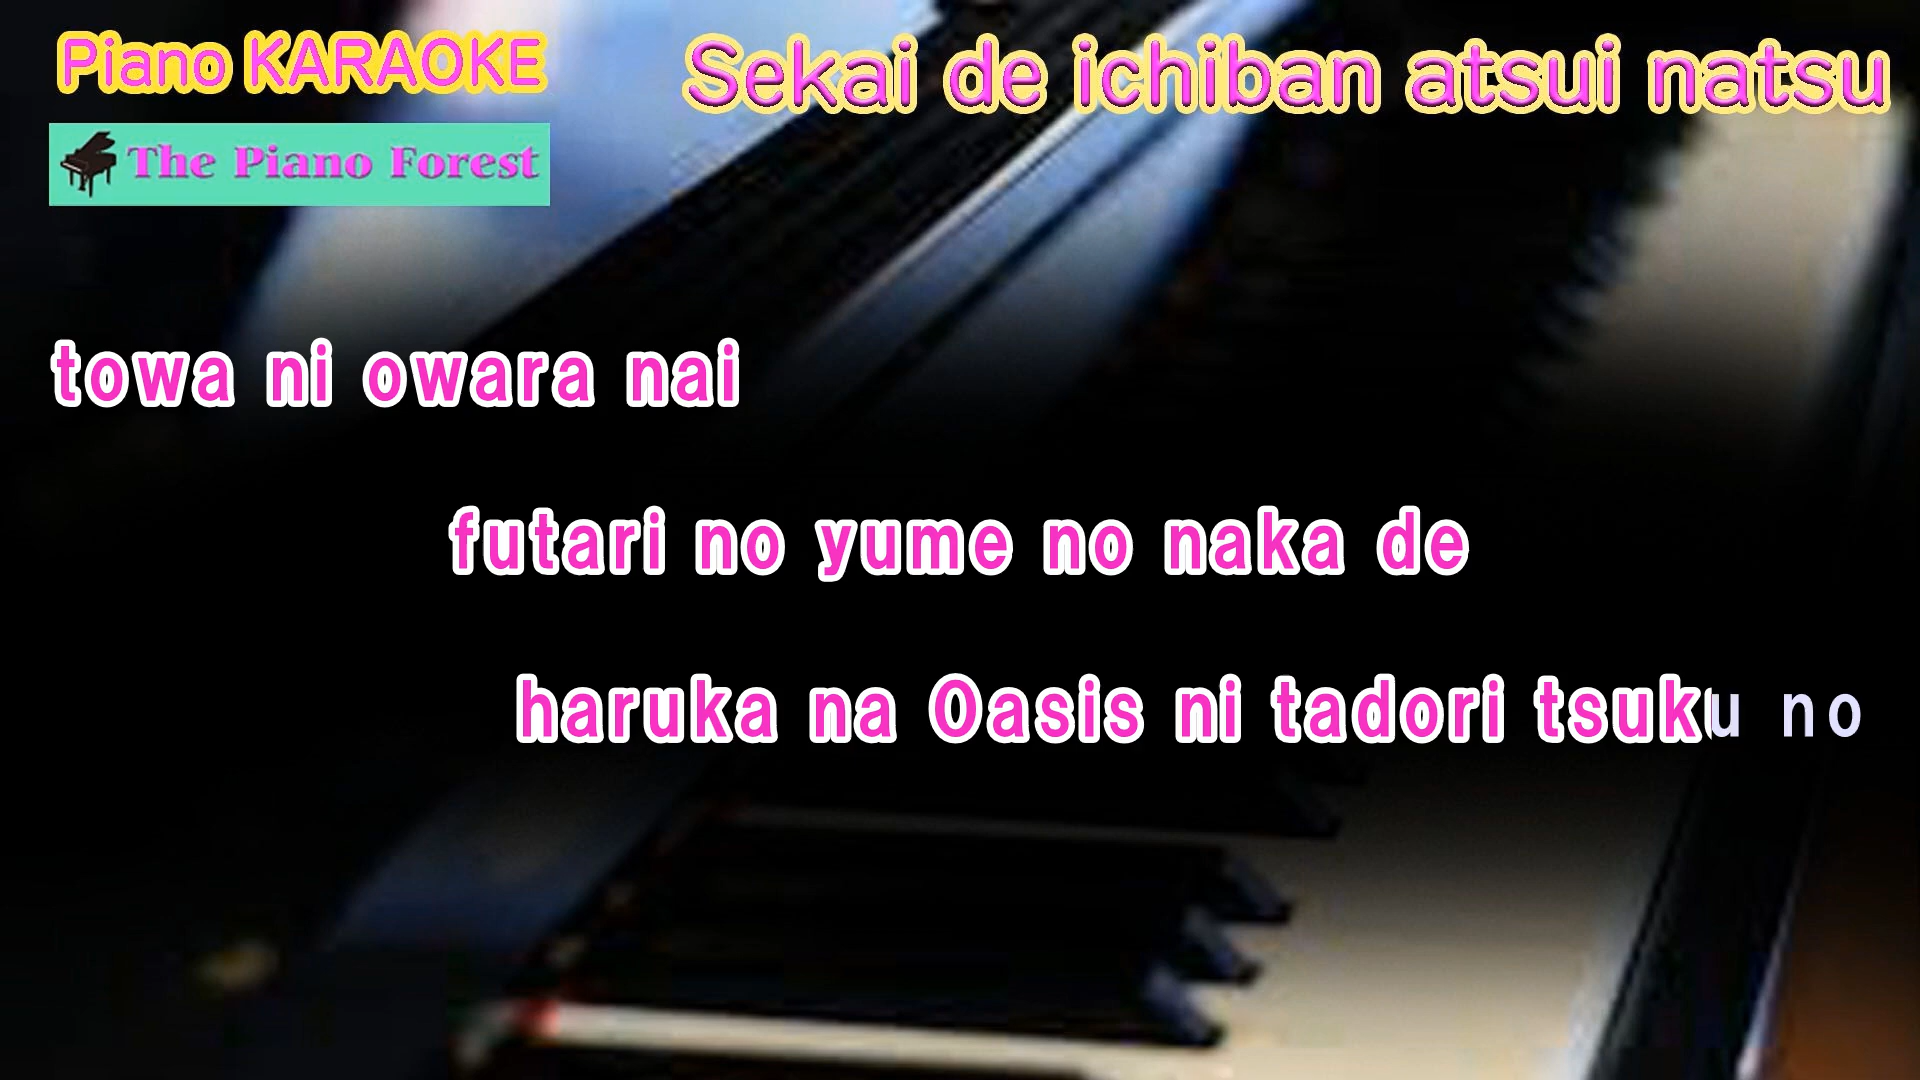 Piano KARAOKE
Sekai de ichiban atsui natsu
The Piano Forest
towa ni owara nai
futari no yume no naka de
haruka na Oasis ni tadori tsuku no